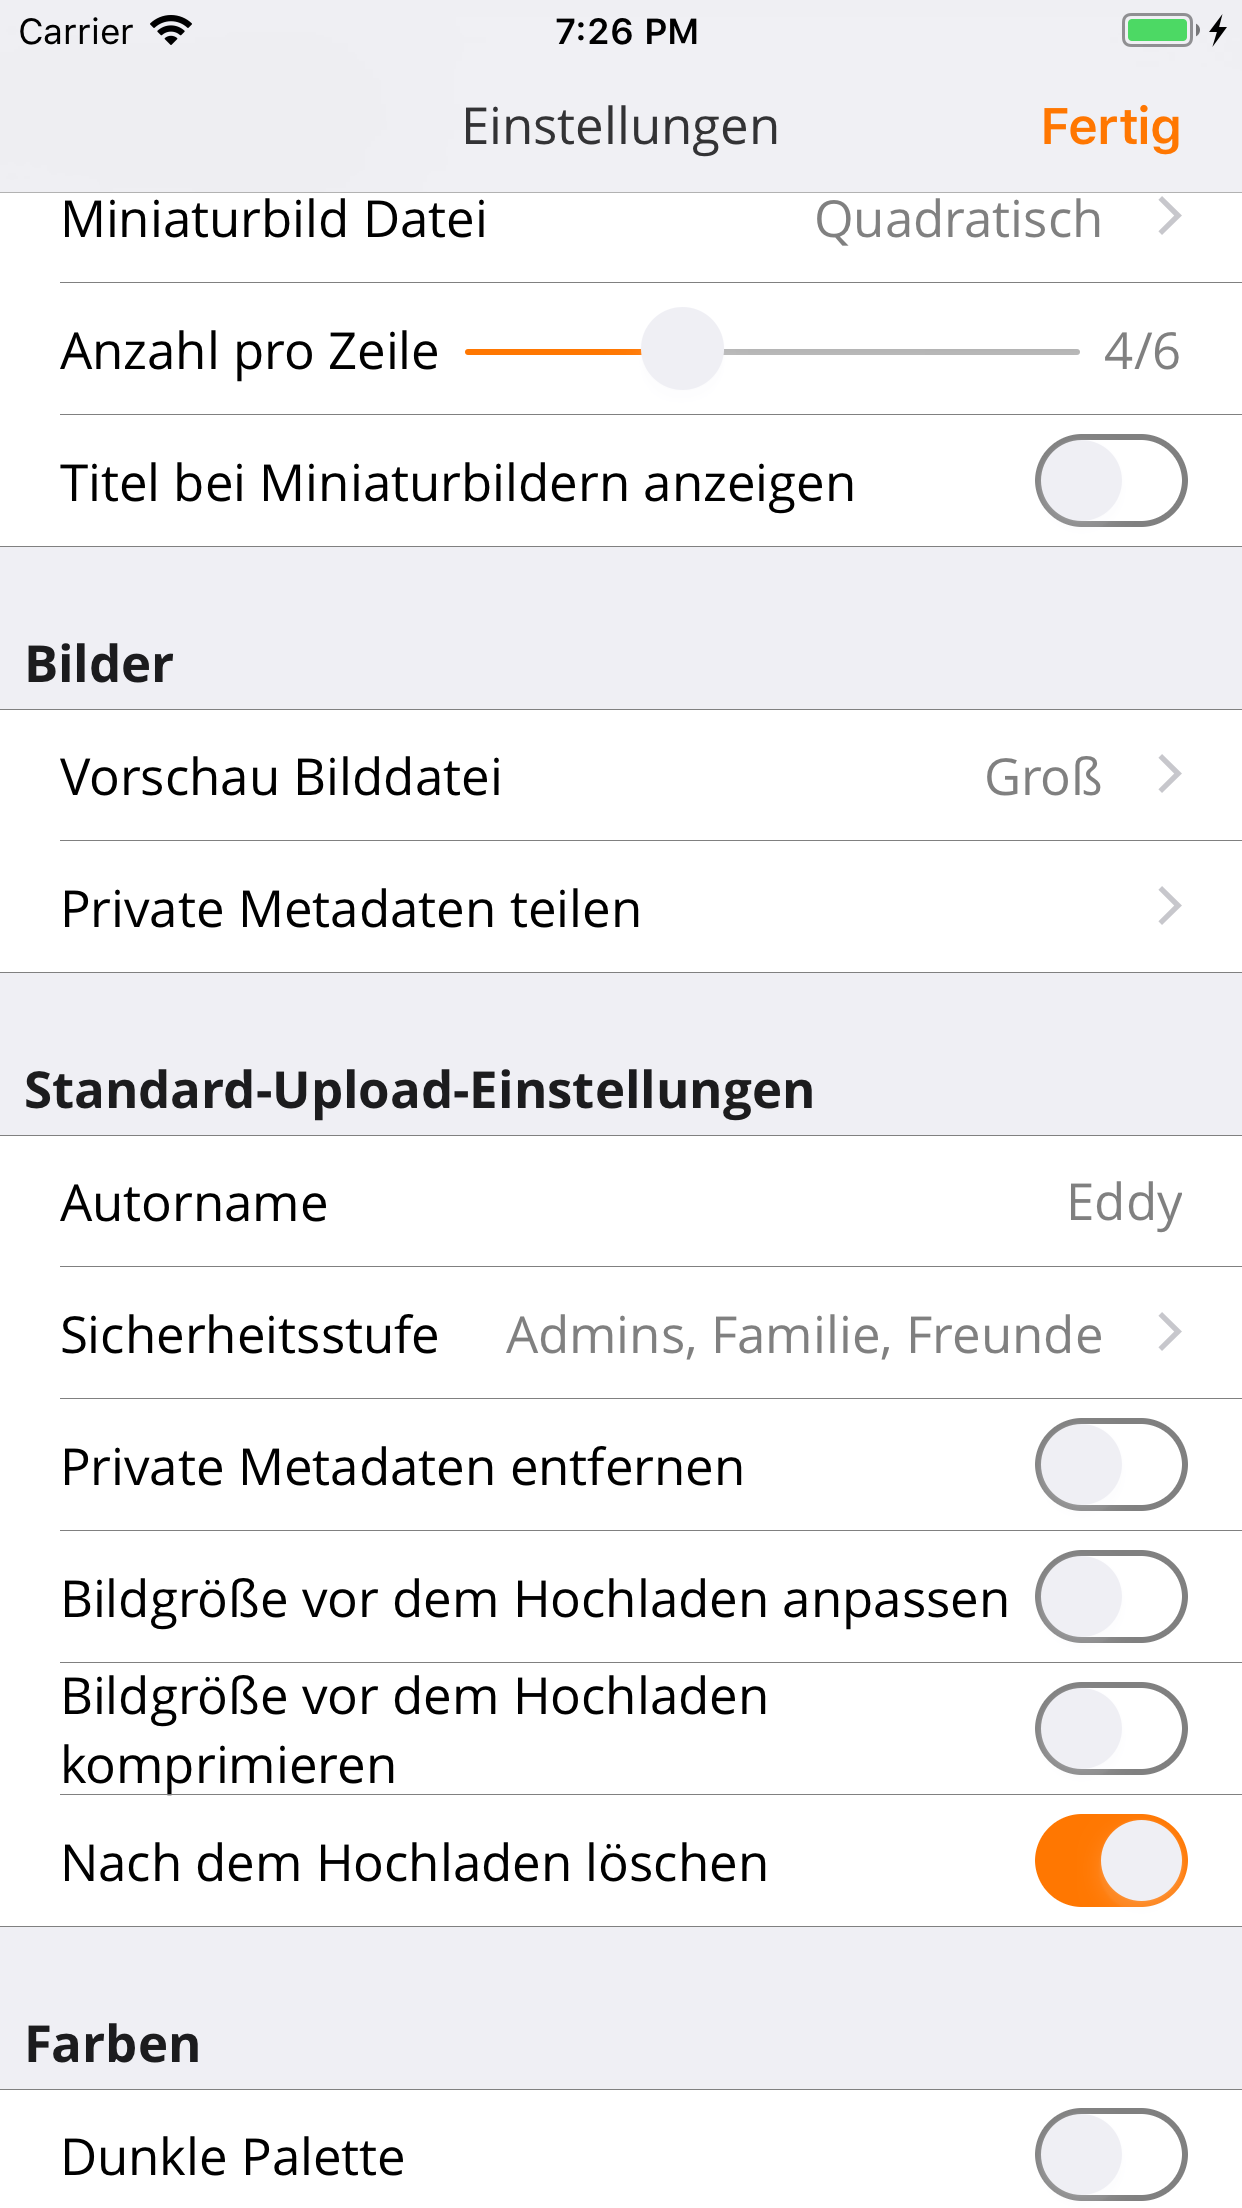 Carrier 7:26 PM
Einstellungen Fertig
Miniaturbild Datei Quadratisch
Anzahl pro Zeile 4/6
Titel bei Miniaturbildern anzeigen
Bilder
Vorschau Bilddatei Groß
Private Metadaten teilen
Standard-Upload-Einstellungen
Autorname Eddy
Sicherheitsstufe Admins, Familie, Freunde
Private Metadaten entfernen
Bildgröße vor dem Hochladen anpassen
Bildgröße vor dem Hochladen
komprimieren
Nach dem Hochladen löschen
Farben
Dunkle Palette